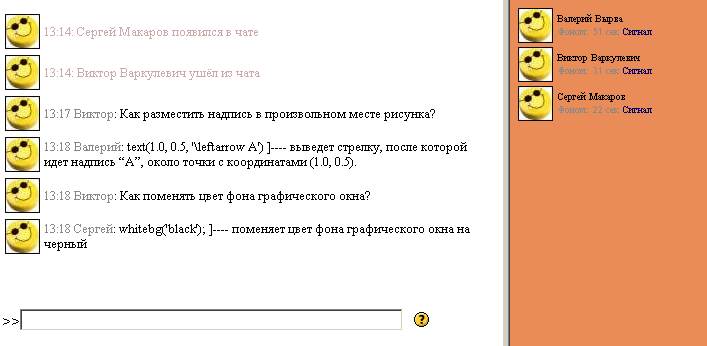 13:14: Сергей Макаров появился в чате
13:14: Виктор Варкулевич ушёл из чата
13:17 Виктор: Как разместить надпись в произвольном месте рисунка?
13:18 Валерий: text(1.0, 0.5, '\leftarrow A') ]---- выведет стрелку, после которой
идет надпись “A”, около точки с координатами (1.0, 0.5).
13:18 Виктор: Как поменять цвет фона графического окна?
13:18 Сергей: whitebg('black'); ]---- поменяет цвет фона графического окна на
черный
>>
?
Валерий Вырва
Фоном: 51 сек Сигнал
Виктор Варкулевич
Фоном: 31 сек Сигнал
Сергей Макаров
Фоном: 22 сек Сигнал